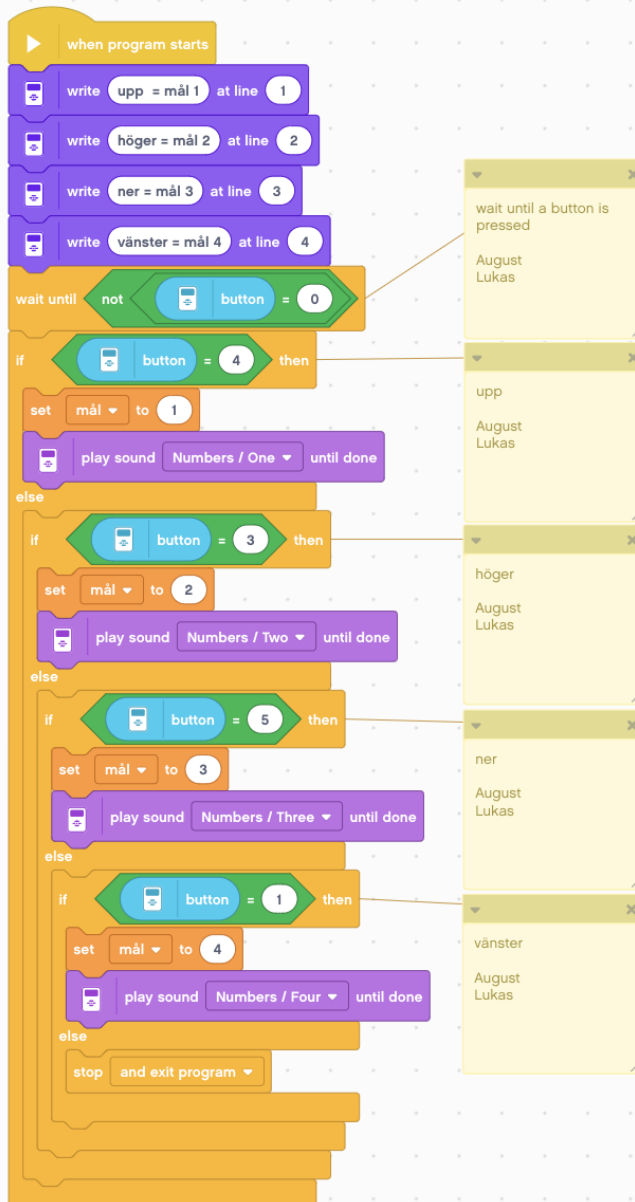 when program starts
write upp = mål 1 at line 1
write höger = mål 2 at line 2
write ner = mål 3 at line 3
write vänster = mål 4 at line 4
wait until a button is
pressed
August
Lukas
wait until not button = 0
if button = 4 then
upp
August
Lukas
set mål to 1
play sound Numbers / One until done
else
if button = 3 then
höger
August
Lukas
set mål to 2
play sound Numbers / Two until done
else
if button = 5 then
ner
August
Lukas
set mål to 3
play sound Numbers / Three until done
else
if button = 1 then
vänster
August
Lukas
set mål to 4
play sound Numbers / Four until done
else
stop and exit program